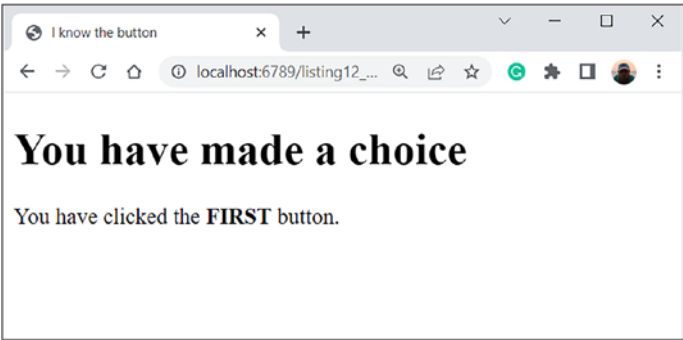 I know the button
localhost:6789/listing12_...
You have made a choice
You have clicked the FIRST button.